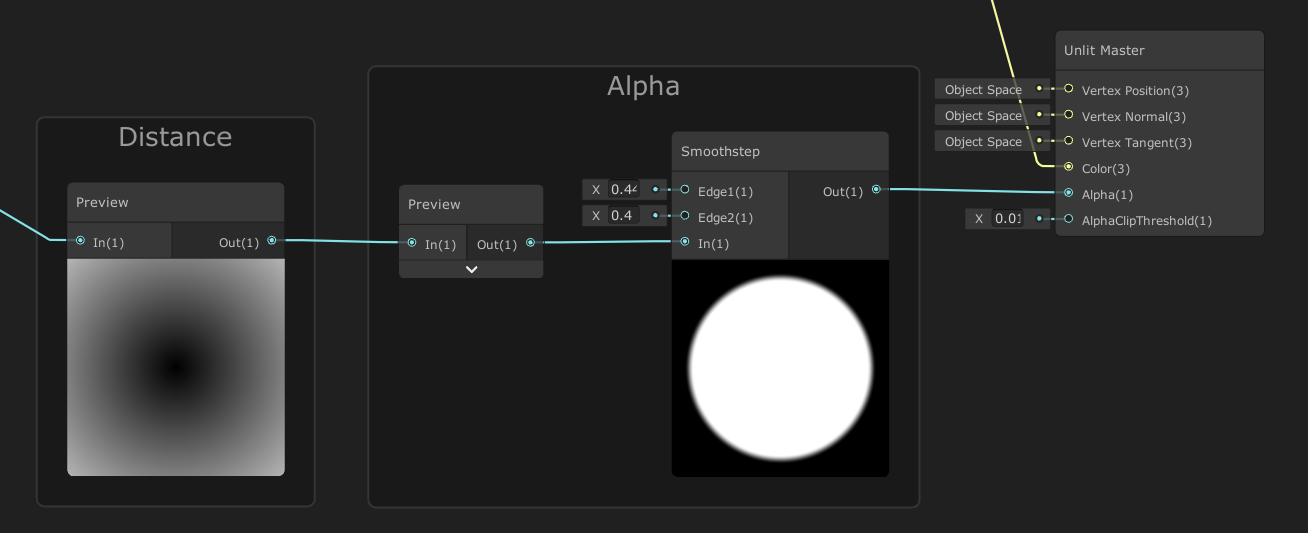 Distance
Preview
In(1)
Out(1)
Alpha
Preview
In(1)
Out(1)
Smoothstep
X 0.44
Edge1(1)
Out(1)
X 0.4
Edge2(1)
In(1)
Unlit Master
Object Space
Vertex Position(3)
Object Space
Vertex Normal(3)
Object Space
Vertex Tangent(3)
Color(3)
Alpha(1)
X 0.01
AlphaClipThreshold(1)